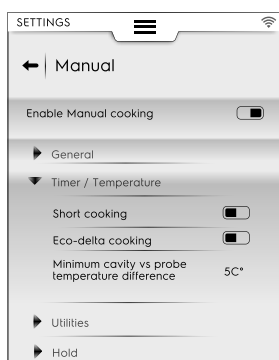 SETTINGS
Manual
Enable Manual cooking
General
Timer / Temperature
Short cooking
Eco-delta cooking
Minimum cavity vs probe
temperature difference 5C°
Utilities
Hold